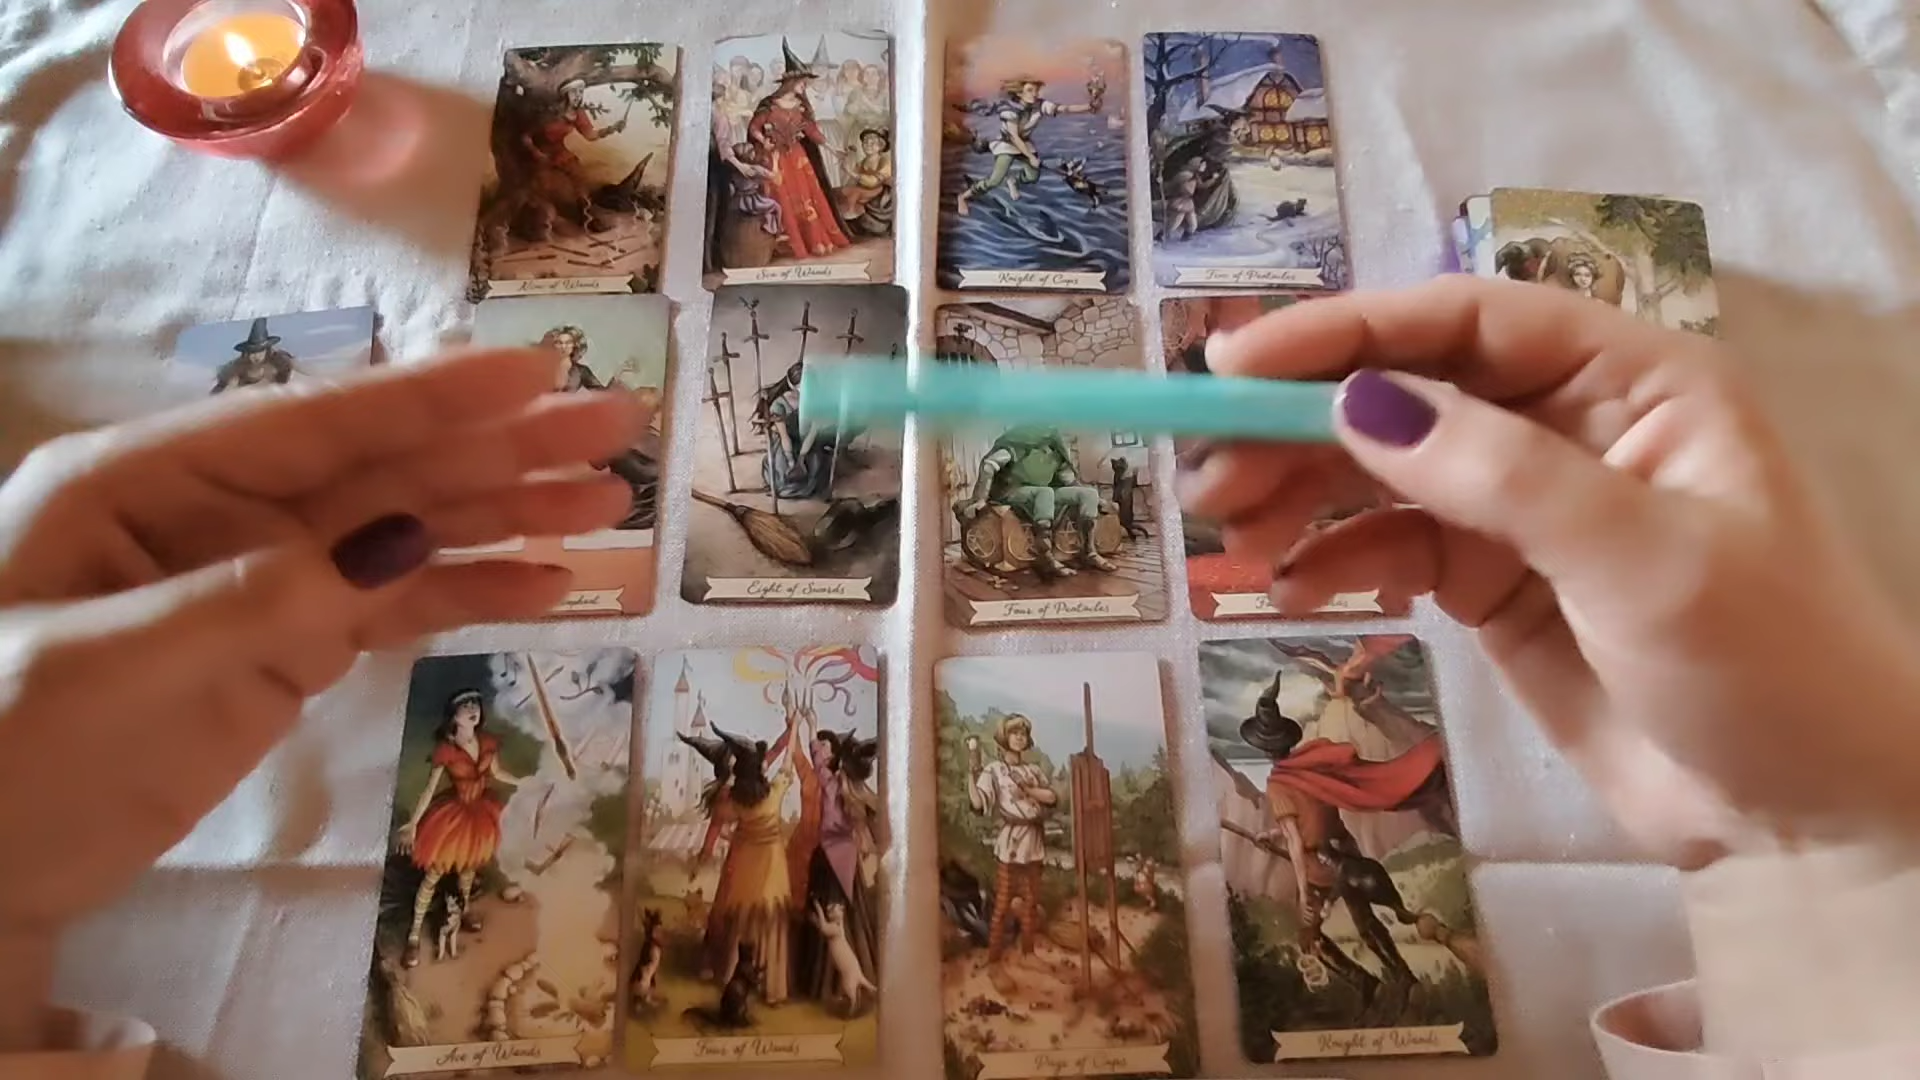 Nine of Wands
Six of Wands
Knight of Cups
Five of Pentacles
Eight of Swords
Four of Pentacles
Ace of Wands
Four of Wands
Page of Cups
Knight of Wands